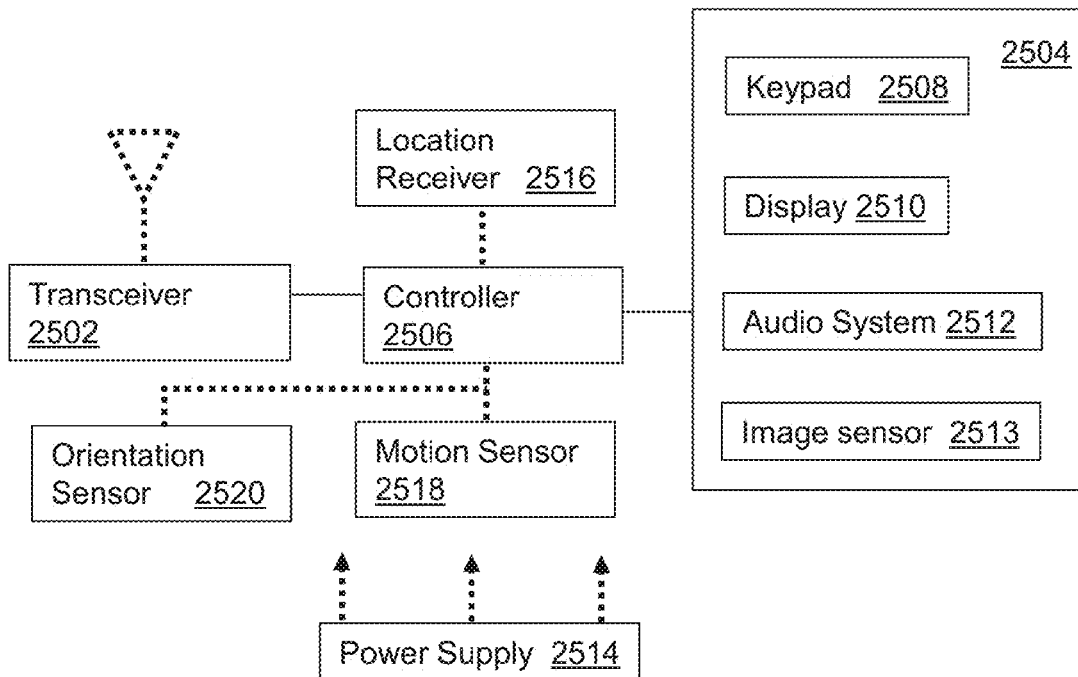 2504
Keypad 2508
Location
Receiver 2516
Display 2510
Transceiver
2502
Controller
2506
Audio System 2512
Image sensor 2513
Orientation
Sensor 2520
Motion Sensor
2518
Power Supply 2514